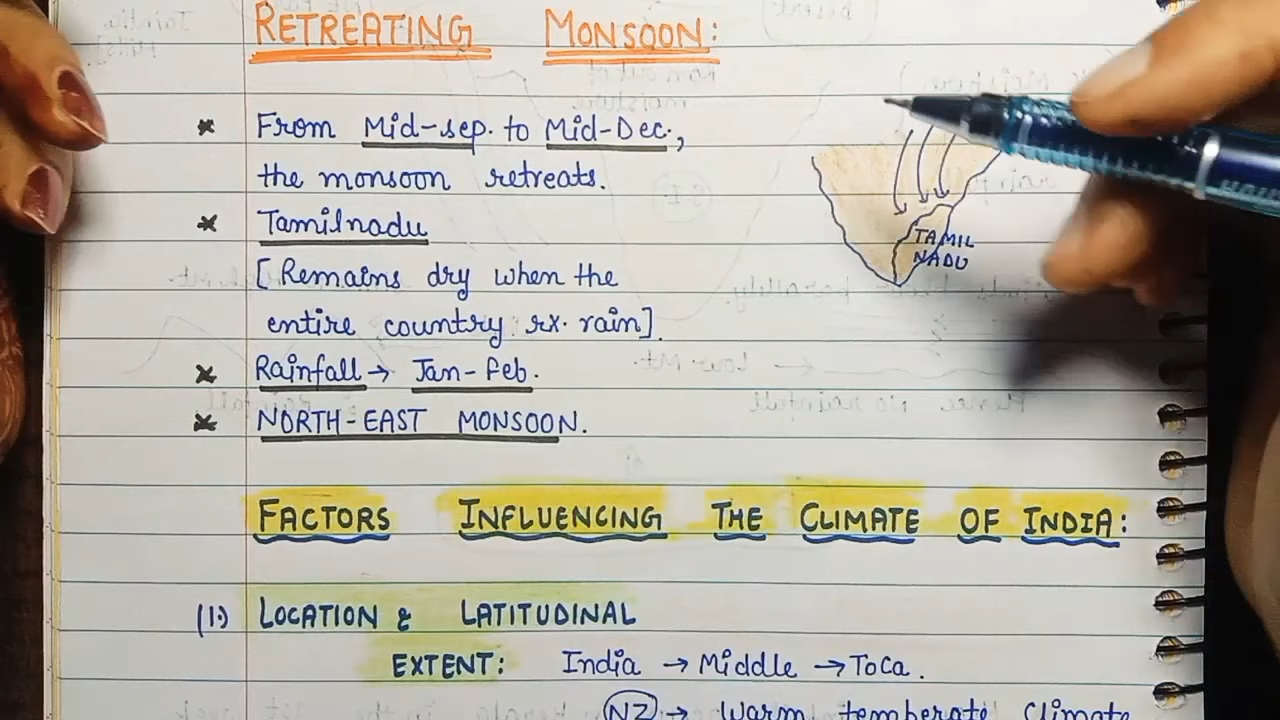 RETREATING MONSOON:
* From Mid-sep. to Mid-Dec.,
the monsoon retreats.
* Tamilnadu
[Remains dry when the
entire country rx. rain].
* Rainfall → Jan-Feb.
* NORTH-EAST MONSOON.
TAMIL
NADU
FACTORS INFLUENCING THE CLIMATE OF INDIA:
(1.) LOCATION & LATITUDINAL
EXTENT: India → Middle → ToCa.
NZ → Warm temperate Climate